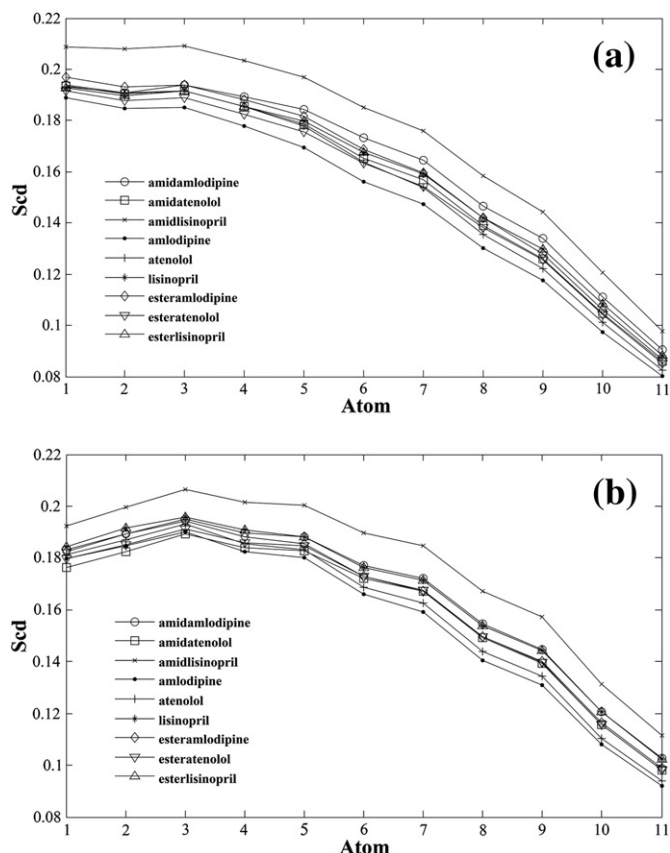 0.22
(a)
0.2
0.18
0.16
0.14
0.12
0.1
0.08
Scd
amidamlodipine
amidatenolol
amidlisinopril
amlodipine
atenolol
lisinopril
esteramlodipine
esteratenolol
esterlisinopril
1 2 3 4 5 6 7 8 9 10 11
Atom
0.22
(b)
0.2
0.18
0.16
0.14
0.12
0.1
0.08
Scd
amidamlodipine
amidatenolol
amidlisinopril
amlodipine
atenolol
lisinopril
esteramlodipine
esteratenolol
esterlisinopril
1 2 3 4 5 6 7 8 9 10 11
Atom